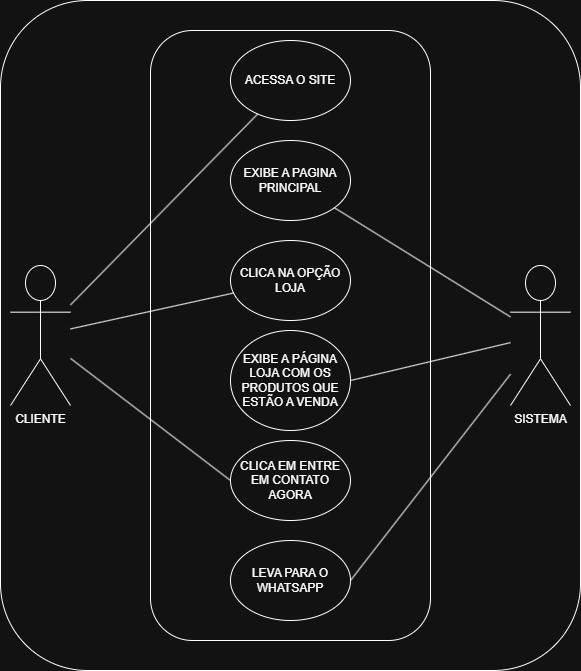 ACESSA O SITE
EXIBE A PAGINA
PRINCIPAL
CLICA NA OPÇÃO
LOJA
EXIBE A PÁGINA
LOJA COM OS
PRODUTOS QUE
ESTÃO A VENDA
CLIENTE
SISTEMA
CLICA EM ENTRE
EM CONTATO
AGORA
LEVA PARA O
WHATSAPP